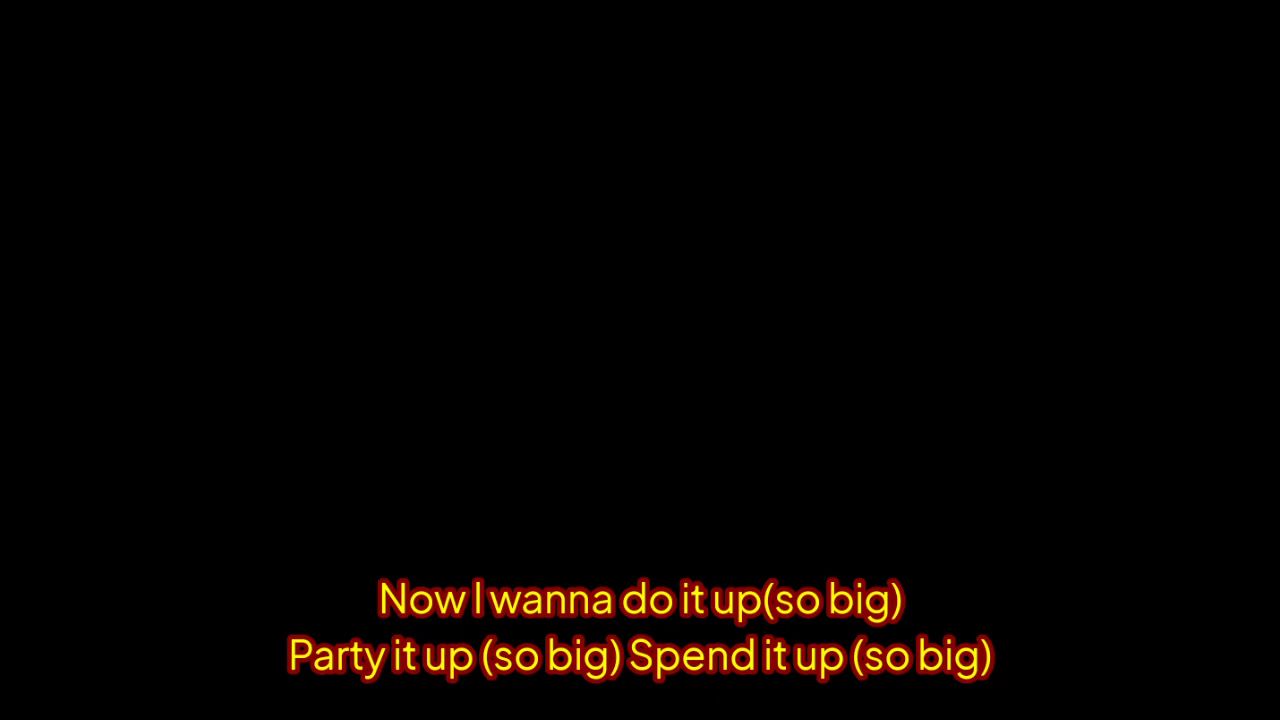 Now I wanna do it up(so big)
Party it up (so big) Spend it up (so big)